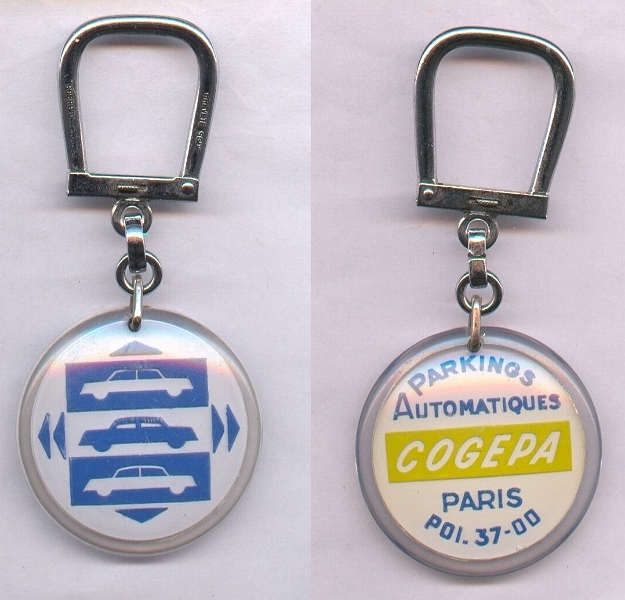 PARKINGS
AUTOMATIQUES
COGEPA
PARIS
POI. 37-00